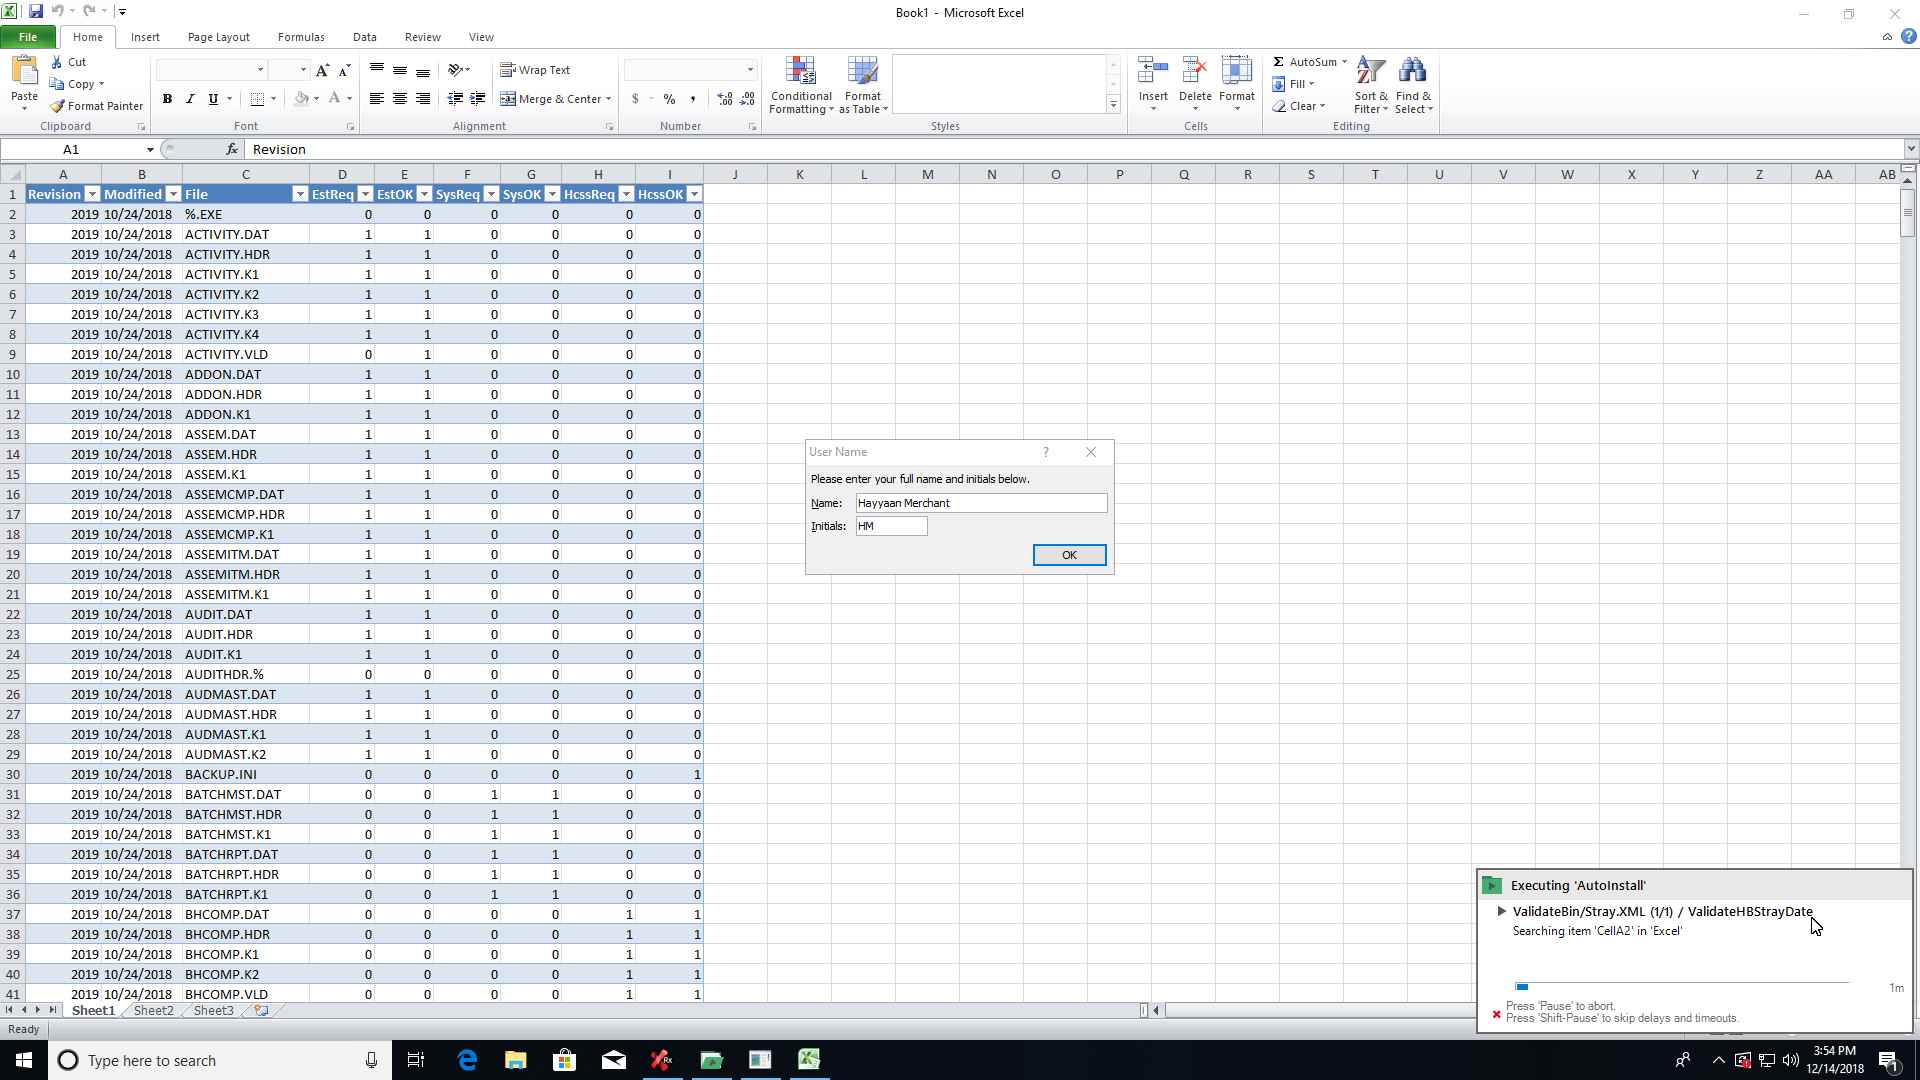 Book1 - Microsoft Excel
File Home Insert Page Layout Formulas Data Review View
Paste
Cut
Copy
Format Painter
Clipboard
B I U
Font
Wrap Text
Merge & Center
Alignment
$ % ,
Number
Conditional Formatting
Format as Table
Styles
Insert Delete Format
Cells
Σ AutoSum
Fill
Clear
Sort & Filter
Find & Select
Editing
A1 fx Revision
A B C D E F G H I J K L M N O P Q R S T U V W X Y Z AA AB
1 Revision Modified File EstReq EstOK SysReq SysOK HcssReq HcssOK
2 2019 10/24/2018 %.EXE 0 0 0 0 0 0
3 2019 10/24/2018 ACTIVITY.DAT 1 1 0 0 0 0
4 2019 10/24/2018 ACTIVITY.HDR 1 1 0 0 0 0
5 2019 10/24/2018 ACTIVITY.K1 1 1 0 0 0 0
6 2019 10/24/2018 ACTIVITY.K2 1 1 0 0 0 0
7 2019 10/24/2018 ACTIVITY.K3 1 1 0 0 0 0
8 2019 10/24/2018 ACTIVITY.K4 1 1 0 0 0 0
9 2019 10/24/2018 ACTIVITY.VLD 0 1 0 0 0 0
10 2019 10/24/2018 ADDON.DAT 1 1 0 0 0 0
11 2019 10/24/2018 ADDON.HDR 1 1 0 0 0 0
12 2019 10/24/2018 ADDON.K1 1 1 0 0 0 0
13 2019 10/24/2018 ASSEM.DAT 1 1 0 0 0 0
14 2019 10/24/2018 ASSEM.HDR 1 1 0 0 0 0
15 2019 10/24/2018 ASSEM.K1 1 1 0 0 0 0
16 2019 10/24/2018 ASSEMCMP.DAT 1 1 0 0 0 0
17 2019 10/24/2018 ASSEMCMP.HDR 1 1 0 0 0 0
18 2019 10/24/2018 ASSEMCMP.K1 1 1 0 0 0 0
19 2019 10/24/2018 ASSEMITM.DAT 1 1 0 0 0 0
20 2019 10/24/2018 ASSEMITM.HDR 1 1 0 0 0 0
21 2019 10/24/2018 ASSEMITM.K1 1 1 0 0 0 0
22 2019 10/24/2018 AUDIT.DAT 1 1 0 0 0 0
23 2019 10/24/2018 AUDIT.HDR 1 1 0 0 0 0
24 2019 10/24/2018 AUDIT.K1 1 1 0 0 0 0
25 2019 10/24/2018 AUDITHDR.% 0 0 0 0 0 0
26 2019 10/24/2018 AUDMAST.DAT 1 1 0 0 0 0
27 2019 10/24/2018 AUDMAST.HDR 1 1 0 0 0 0
28 2019 10/24/2018 AUDMAST.K1 1 1 0 0 0 0
29 2019 10/24/2018 AUDMAST.K2 1 1 0 0 0 0
30 2019 10/24/2018 BACKUP.INI 0 0 0 0 0 1
31 2019 10/24/2018 BATCHMST.DAT 0 0 1 1 0 0
32 2019 10/24/2018 BATCHMST.HDR 0 0 1 1 0 0
33 2019 10/24/2018 BATCHMST.K1 0 0 1 1 0 0
34 2019 10/24/2018 BATCHRPT.DAT 0 0 1 1 0 0
35 2019 10/24/2018 BATCHRPT.HDR 0 0 1 1 0 0
36 2019 10/24/2018 BATCHRPT.K1 0 0 1 1 0 0
37 2019 10/24/2018 BHCOMP.DAT 0 0 0 0 1 1
38 2019 10/24/2018 BHCOMP.HDR 0 0 0 0 1 1
39 2019 10/24/2018 BHCOMP.K1 0 0 0 0 1 1
40 2019 10/24/2018 BHCOMP.K2 0 0 0 0 1 1
41 2019 10/24/2018 BHCOMP.VLD 0 0 0 0 1 1
User Name ?
Please enter your full name and initials below.
Name: Hayyaan Merchant
Initials: HM
OK
Executing 'AutoInstall'
ValidateBin/Stray.XML (1/1) / ValidateHBStrayDate
Searching item 'CellA2' in 'Excel'
1m
Press 'Pause' to abort.
Press 'Shift-Pause' to skip delays and timeouts.
Sheet1 Sheet2 Sheet3
Ready
Type here to search
Rx
3:54 PM
12/14/2018
1